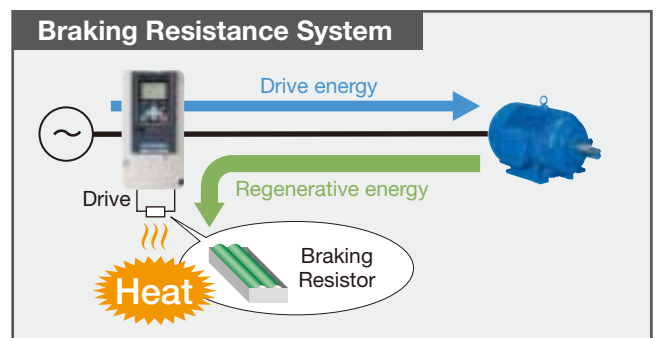 Braking Resistance System
Drive energy
Regenerative energy
Drive
Braking
Resistor
Heat